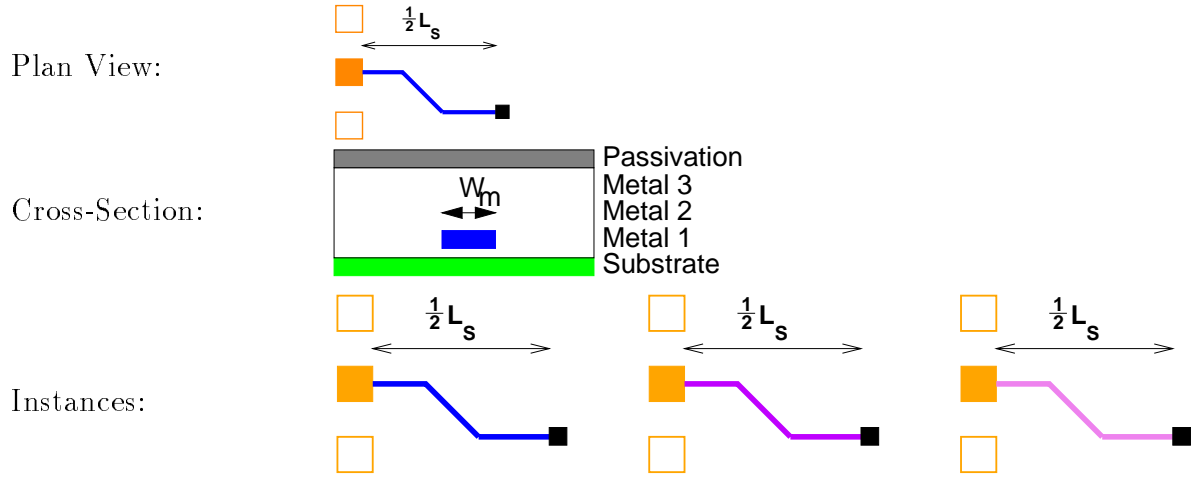 ½ L_S
Plan View:
Passivation
Metal 3
W_m
Metal 2
Cross-Section:
Metal 1
Substrate
½ L_S ½ L_S ½ L_S
Instances: